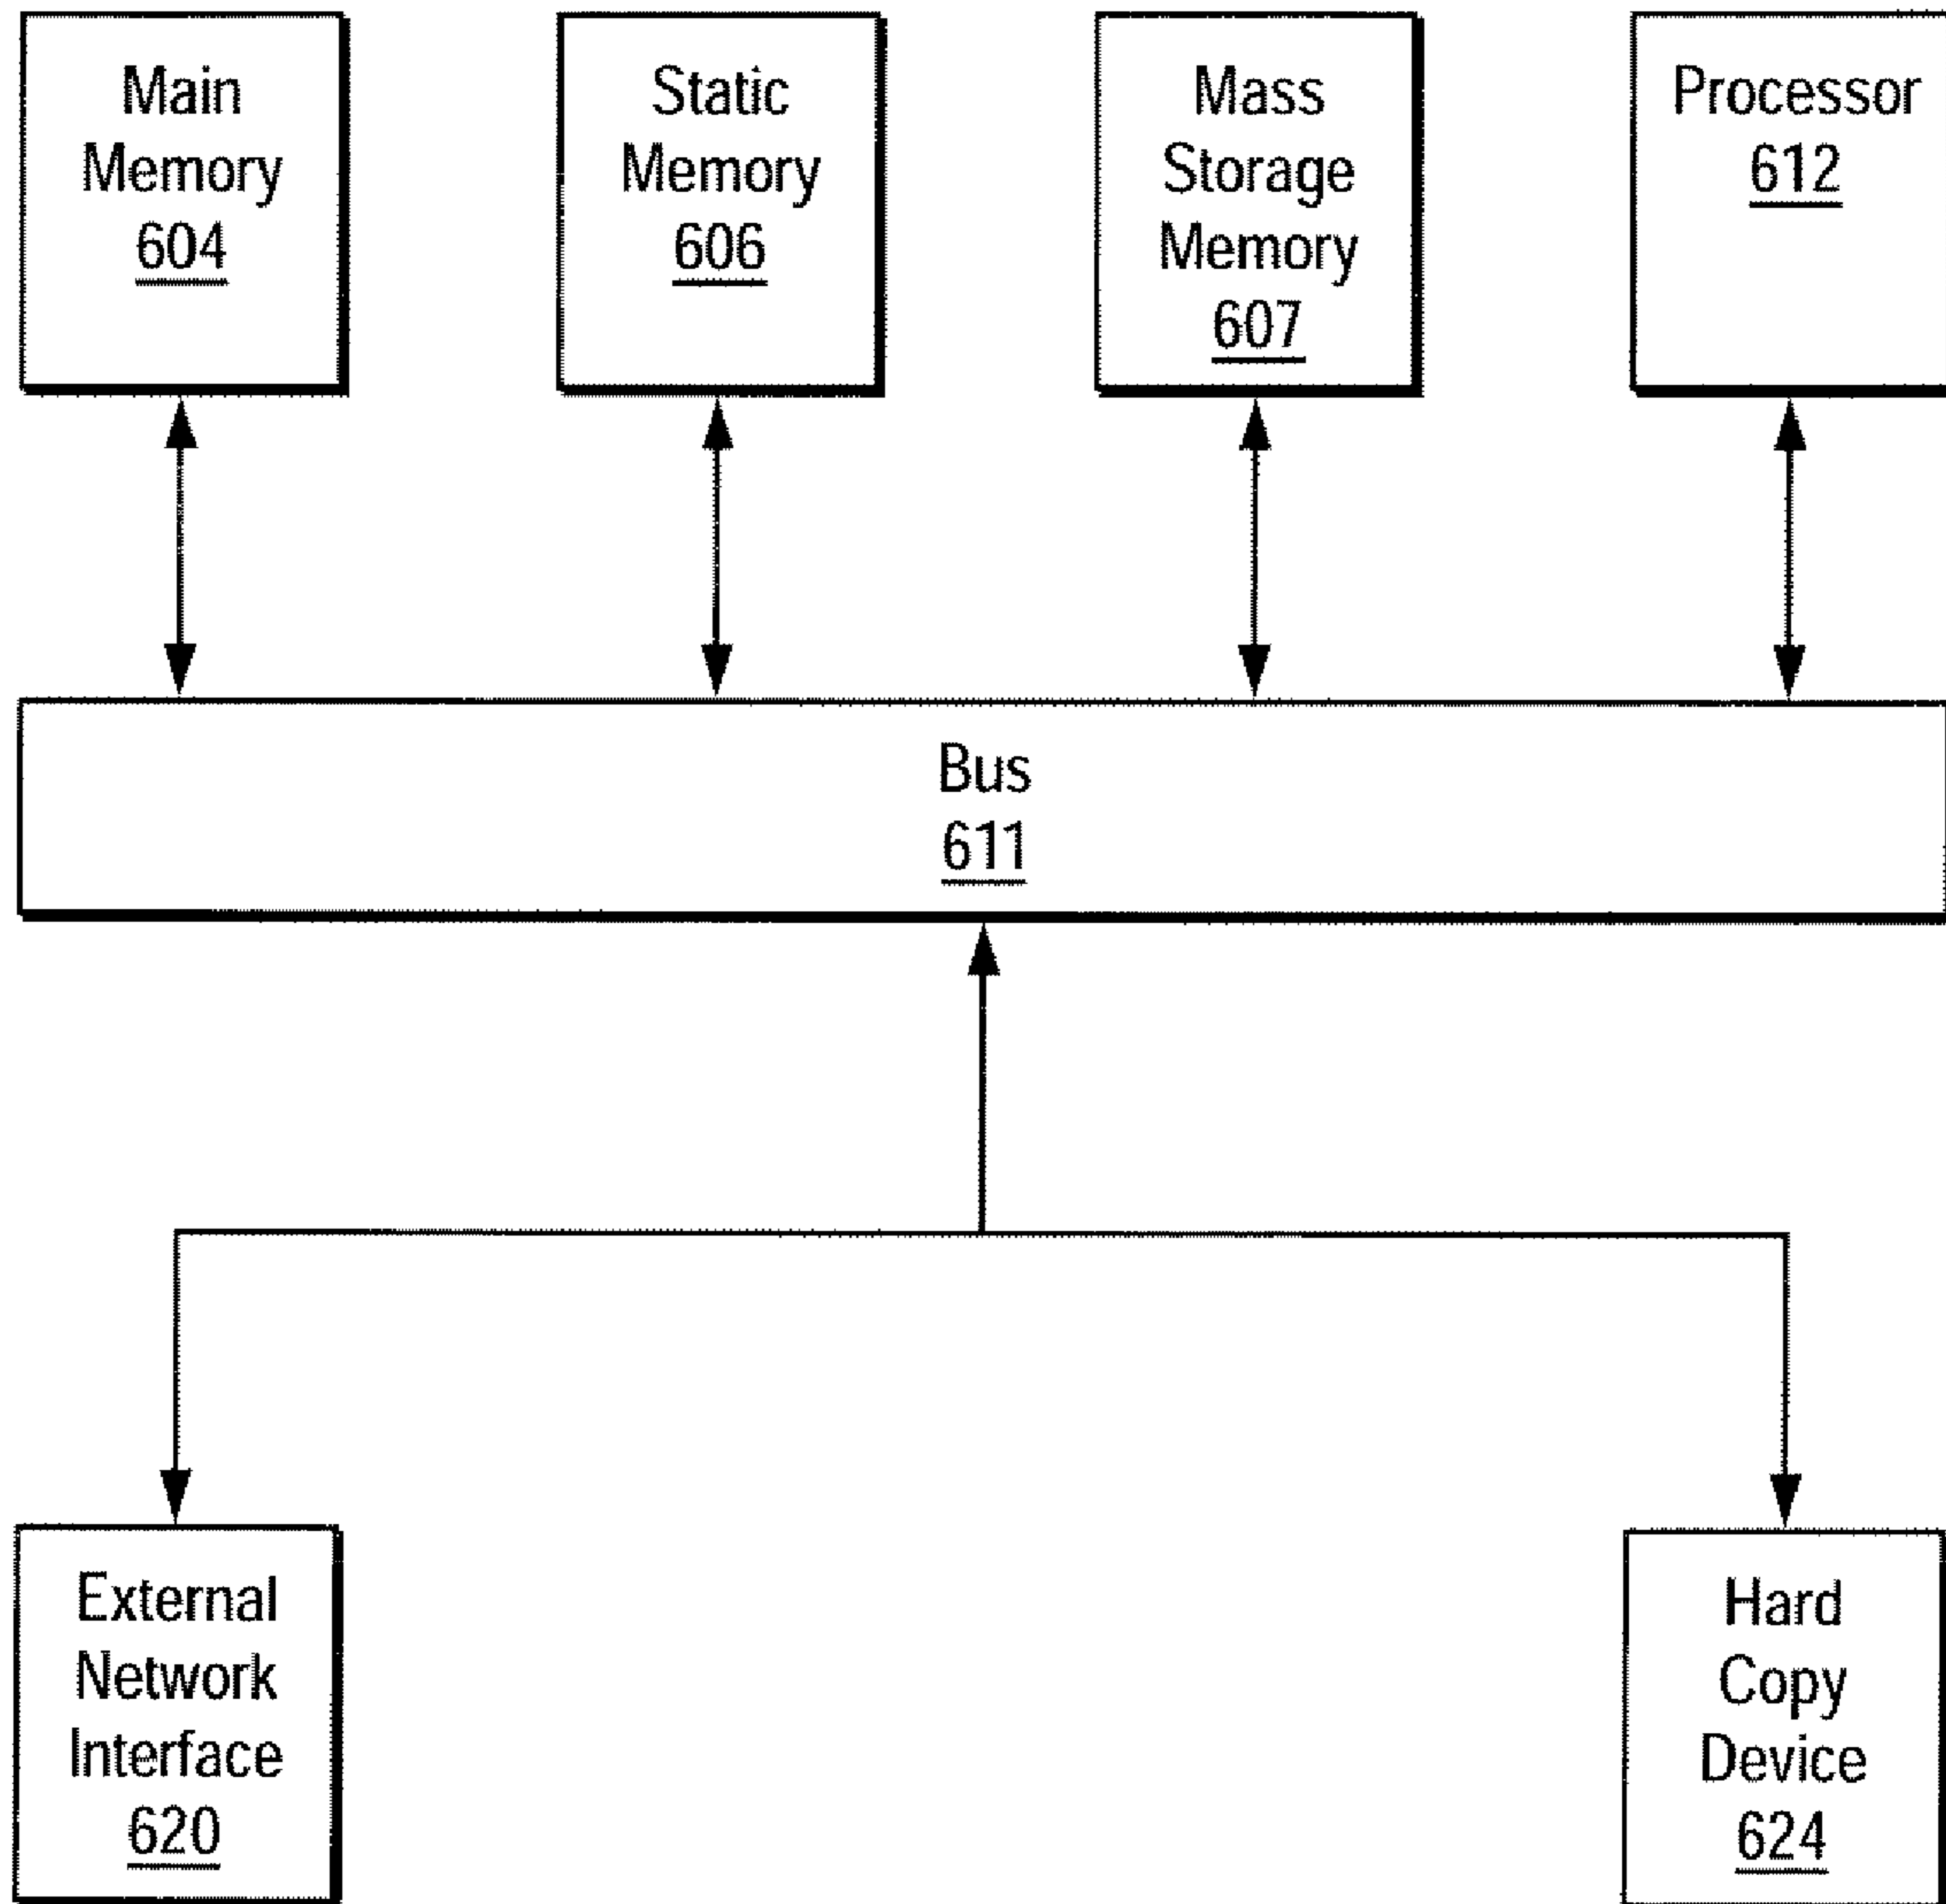 Main
Memory
604
Static
Memory
606
Mass
Storage
Memory
607
Processor
612
Bus
611
External
Network
Interface
620
Hard
Copy
Device
624